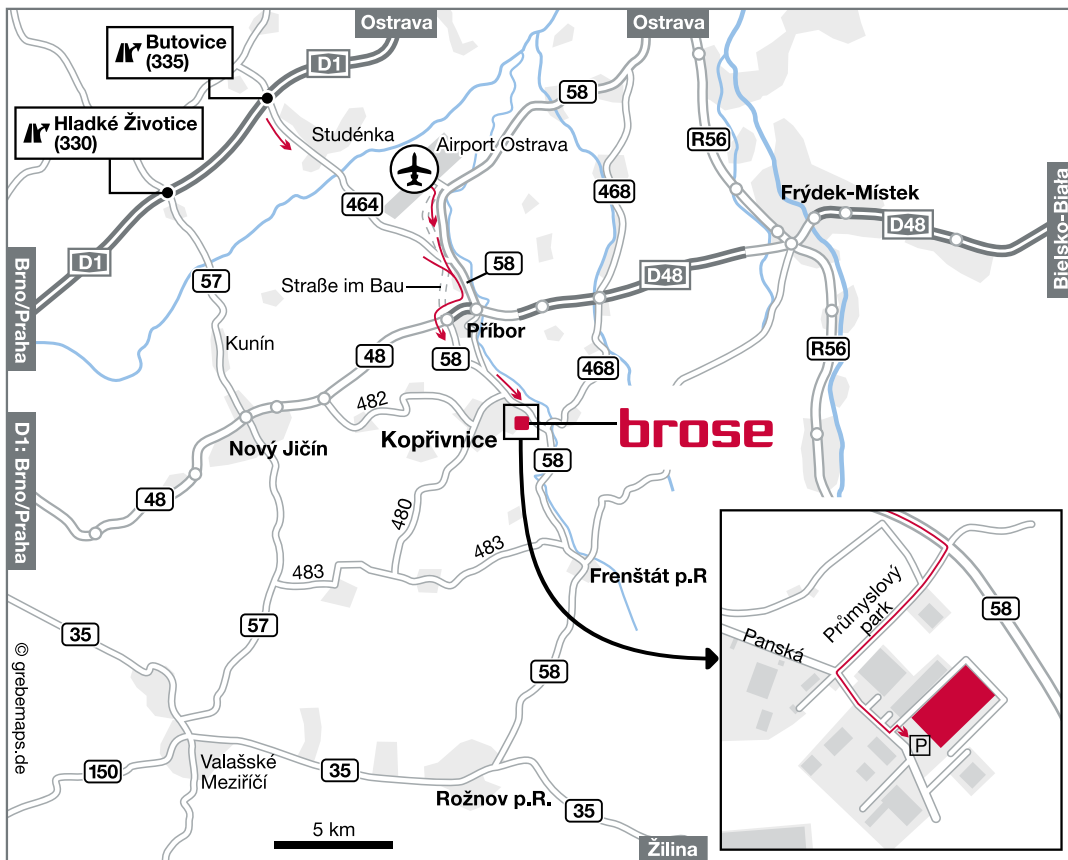 Ostrava
Ostrava
Butovice
(335)
D1
Hladké Životice
(330)
Studénka
Airport Ostrava
58
R56
468
464
Frýdek-Místek
D48
Bielsko-Biała
Brno/Praha
D1
57
58
D48
Straße im Bau
Příbor
Kunín
48
58
468
R56
482
brose
Kopřivnice
Nový Jičín
D1: Brno/Praha
58
48
480
483
483
Frenštát p.R
57
35
58
© grebemaps.de
Průmyslový
park
58
Panská
P
Valašské
Meziříčí
150
35
Rožnov p.R.
35
5 km
Žilina